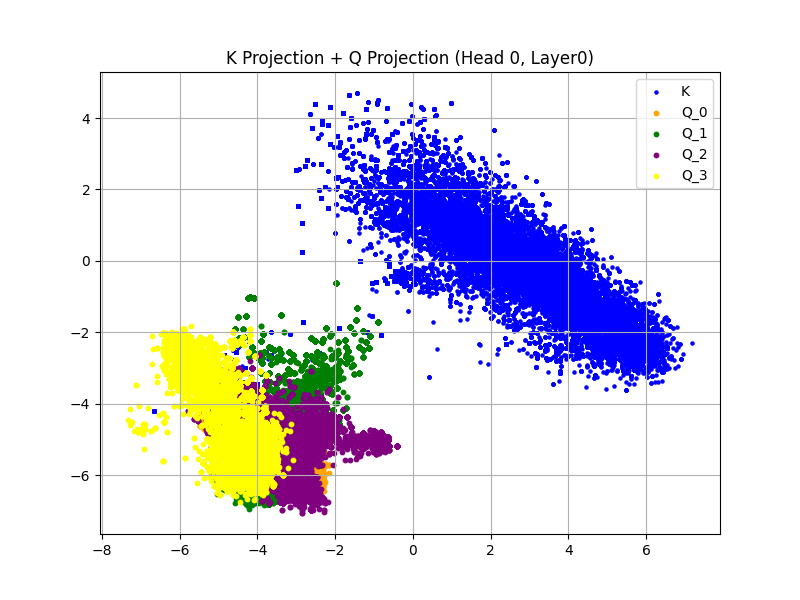 K Projection + Q Projection (Head 0, Layer0)
K
Q_0
Q_1
Q_2
Q_3
4
2
0
−2
−4
−6
−8 −6 −4 −2 0 2 4 6